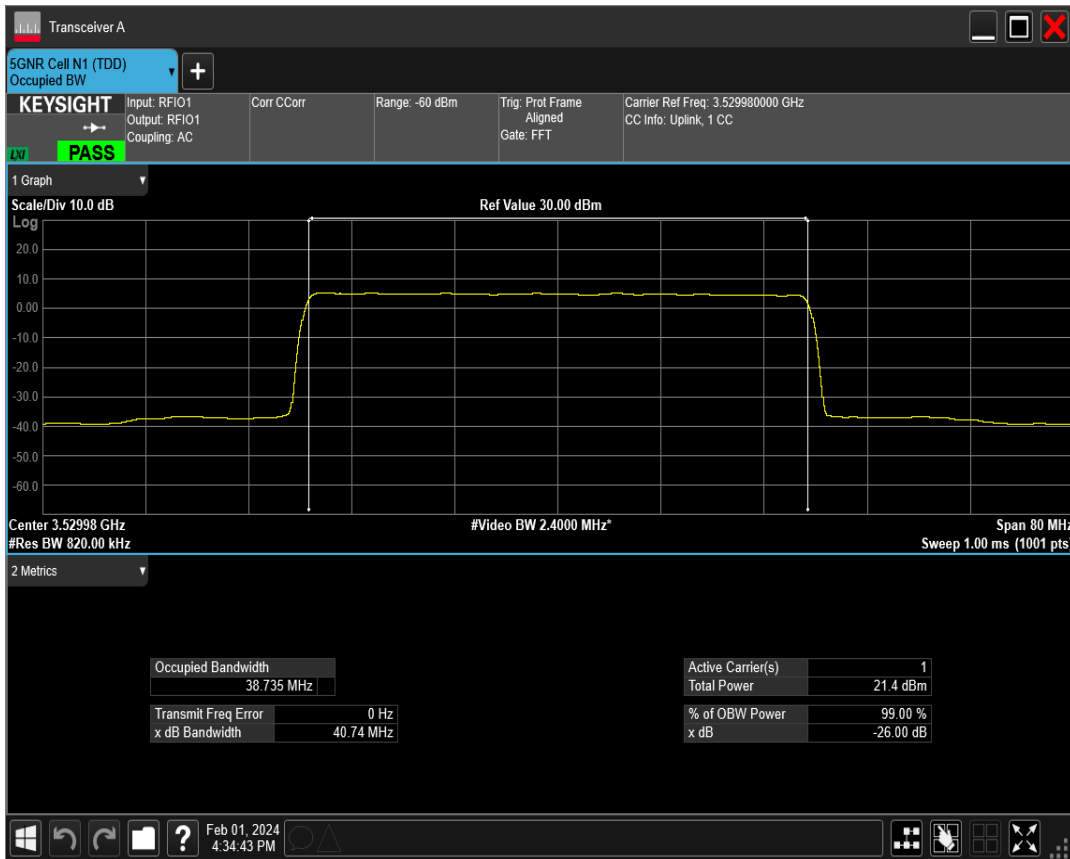 Transceiver A
5GNR Cell N1 (TDD)
Occupied BW
+
KEYSIGHT
LXI
PASS
Input: RFIO1
Output: RFIO1
Coupling: AC
Corr CCorr
Range: -60 dBm
Trig: Prot Frame
Aligned
Gate: FFT
Carrier Ref Freq: 3.529980000 GHz
CC Info: Uplink, 1 CC
1 Graph
Scale/Div 10.0 dB
Ref Value 30.00 dBm
Log
20.0
10.0
0.00
-10.0
-20.0
-30.0
-40.0
-50.0
-60.0
Center 3.52998 GHz
#Video BW 2.4000 MHz*
Span 80 MHz
#Res BW 820.00 kHz
Sweep 1.00 ms (1001 pts)
2 Metrics
Occupied Bandwidth
38.735 MHz
Transmit Freq Error 0 Hz
x dB Bandwidth 40.74 MHz
Active Carrier(s) 1
Total Power 21.4 dBm
% of OBW Power 99.00 %
x dB -26.00 dB
?
Feb 01, 2024
4:34:43 PM